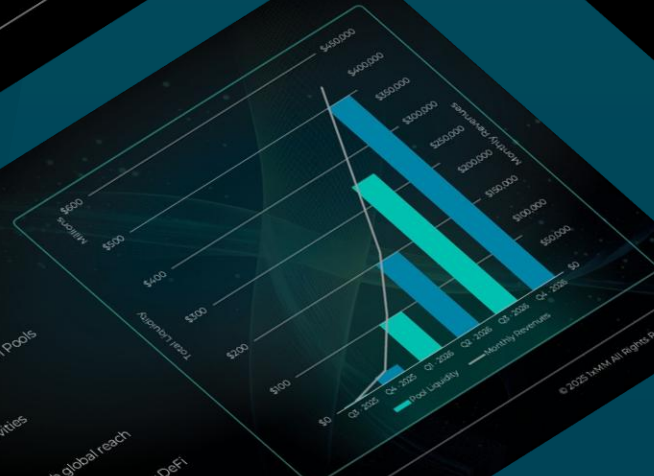 $600
$500
$400
$300
$200
$100
$0
Millions
Total Liquidity
$450,000
$400,000
$350,000
$300,000
$250,000
$200,000
$150,000
$100,000
$50,000
$0
Monthly Revenues
Q3 2025
Q4 2025
Q1 2026
Q2 2026
Q3 2026
Q4 2026
Pool Liquidity
Monthly Revenues
Pools
global reach
DeFi
© 2025 1xMM All Rights R